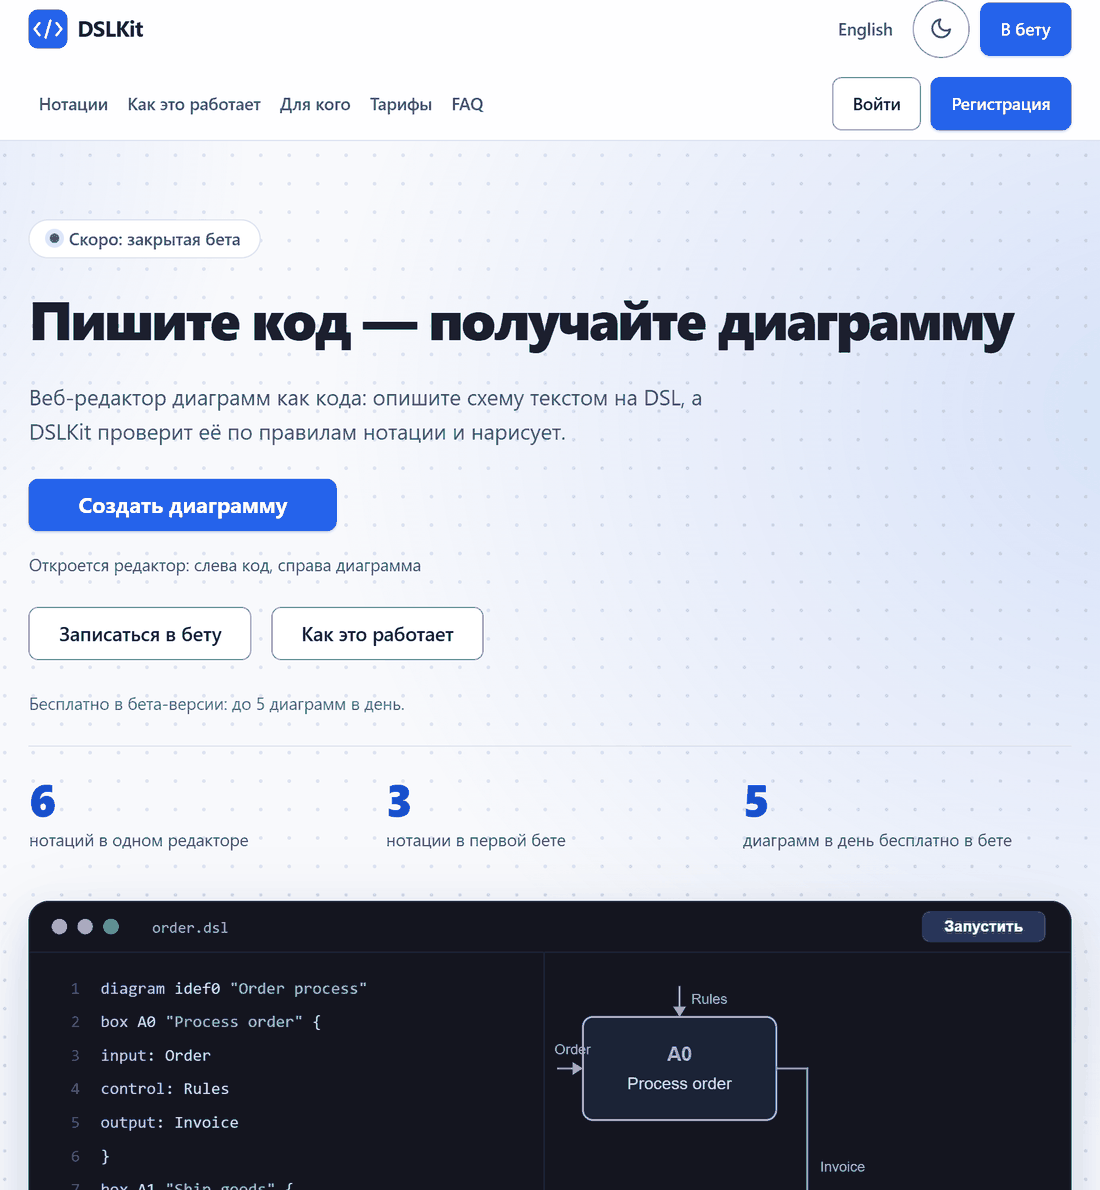 DSLKit
English
В бету
Нотации Как это работает Для кого Тарифы FAQ
Войти
Регистрация
Скоро: закрытая бета
Пишите код — получайте диаграмму
Веб-редактор диаграмм как кода: опишите схему текстом на DSL, а
DSLKit проверит её по правилам нотации и нарисует.
Создать диаграмму
Откроется редактор: слева код, справа диаграмма
Записаться в бету
Как это работает
Бесплатно в бета-версии: до 5 диаграмм в день.
6
нотаций в одном редакторе
3
нотации в первой бете
5
диаграмм в день бесплатно в бете
order.dsl
Запустить
1 diagram idef0 "Order process"
2 box A0 "Process order" {
3 input: Order
4 control: Rules
5 output: Invoice
6 }
7 box A1 "Ship goods" {
Rules
Order
A0
Process order
Invoice